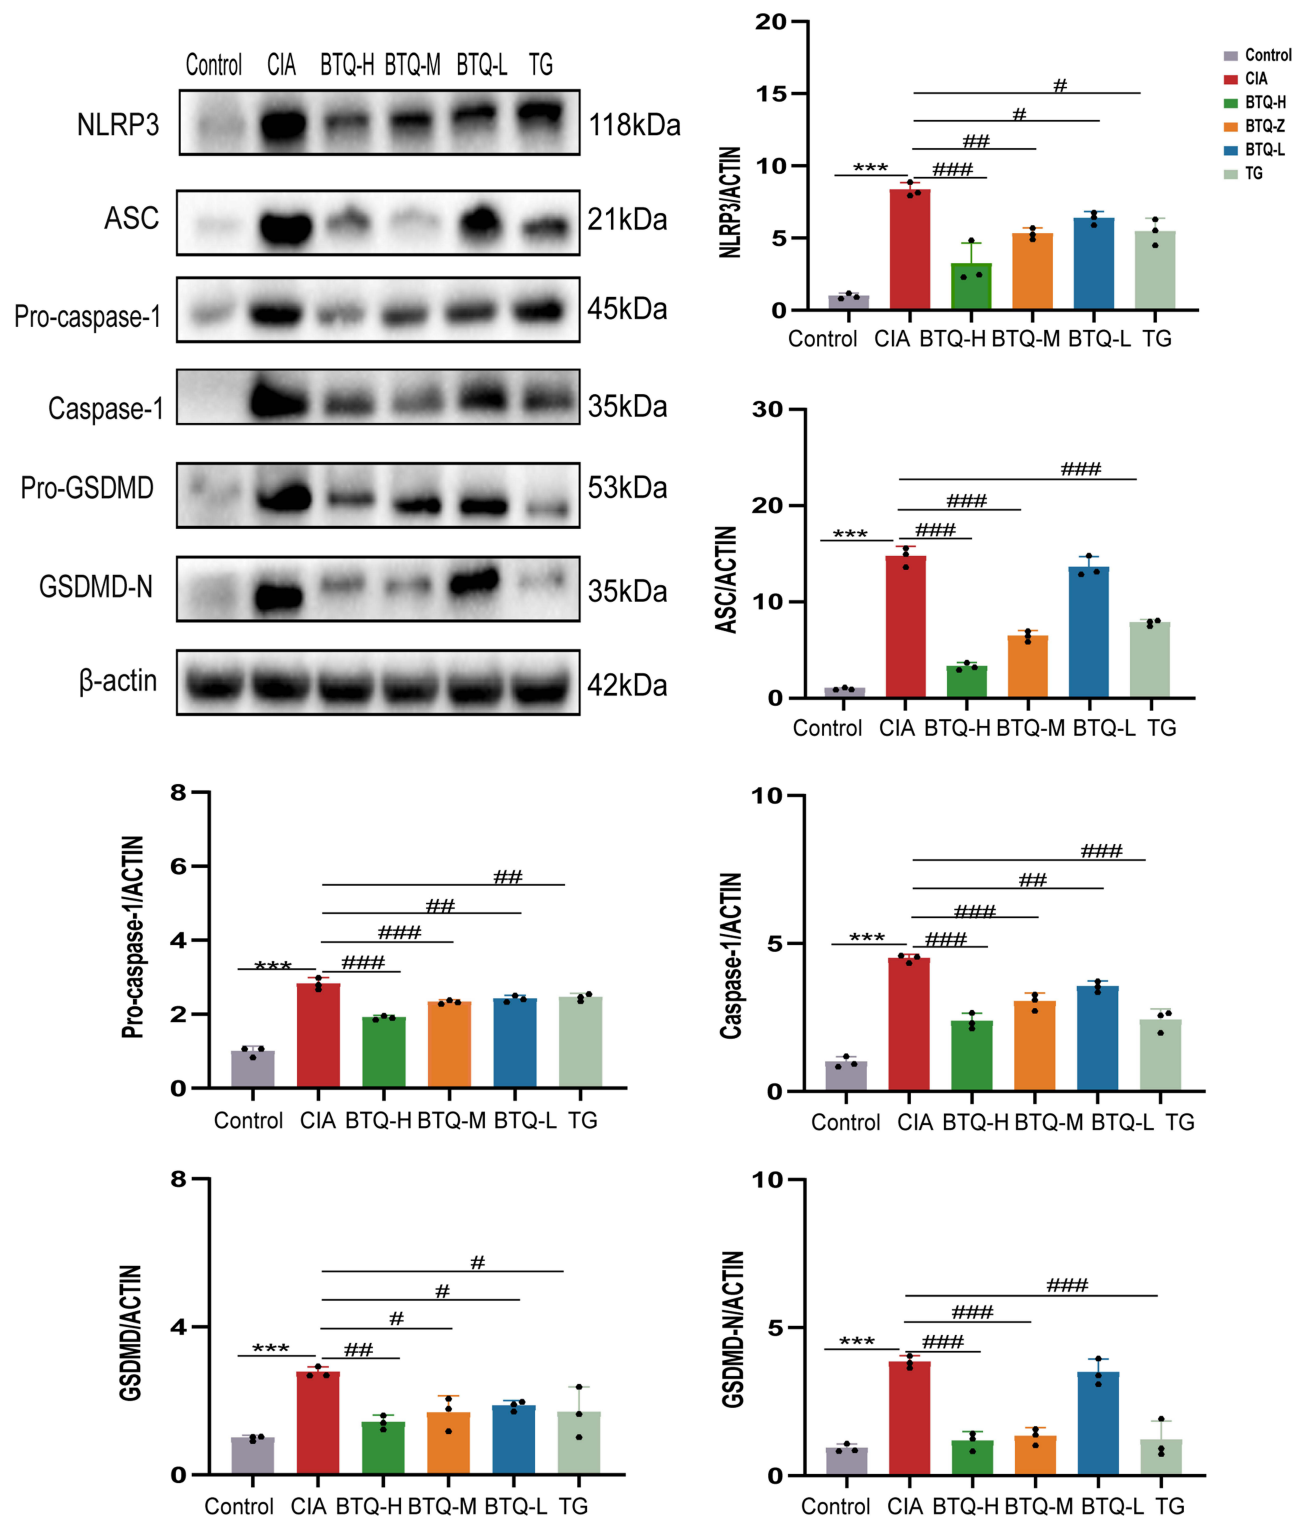 Control CIA BTQ-H BTQ-M BTQ-L TG
NLRP3 118kDa
ASC 21kDa
Pro-caspase-1 45kDa
Caspase-1 35kDa
Pro-GSDMD 53kDa
GSDMD-N 35kDa
β-actin 42kDa
NLRP3/ACTIN
20
15
10
5
0
#
#
##
***
###
Control CIA BTQ-H BTQ-M BTQ-L TG
Control
CIA
BTQ-H
BTQ-Z
BTQ-L
TG
ASC/ACTIN
30
20
10
0
###
###
***
###
Control CIA BTQ-H BTQ-M BTQ-L TG
Pro-caspase-1/ACTIN
8
6
4
2
0
##
##
###
***
###
Control CIA BTQ-H BTQ-M BTQ-L TG
Caspase-1/ACTIN
10
5
0
###
##
###
***
###
Control CIA BTQ-H BTQ-M BTQ-L TG
GSDMD/ACTIN
8
4
0
#
#
#
***
##
Control CIA BTQ-H BTQ-M BTQ-L TG
GSDMD-N/ACTIN
10
5
0
###
###
***
###
Control CIA BTQ-H BTQ-M BTQ-L TG